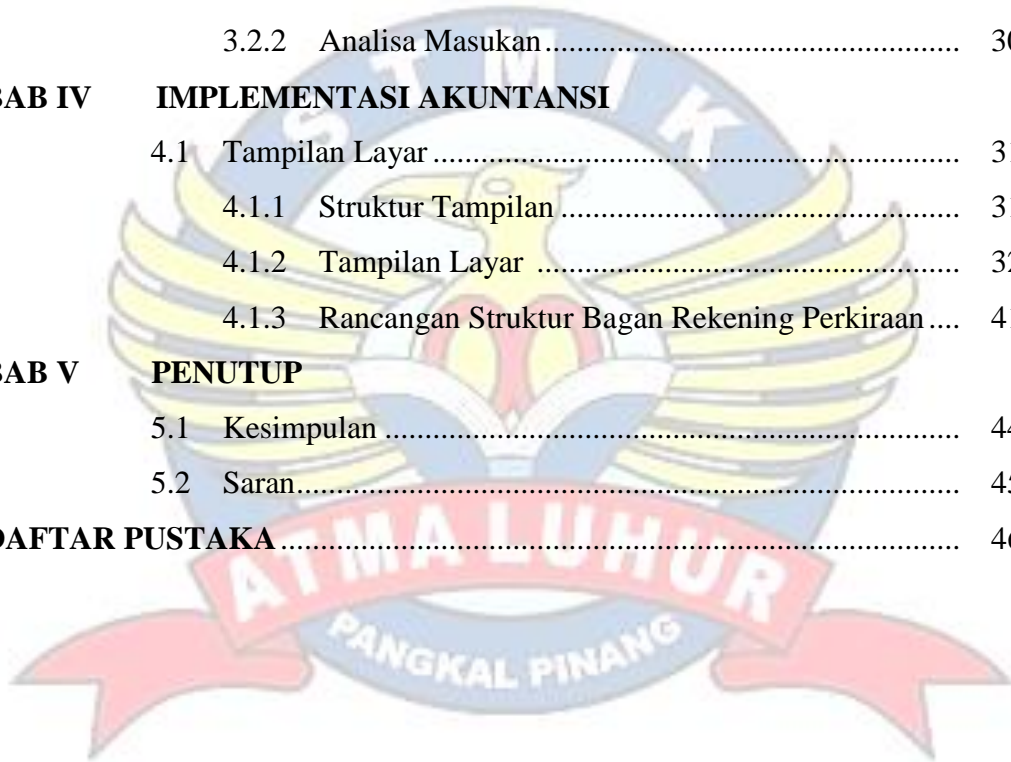 3.2.2 Analisa Masukan.................................................... 30
BAB IV IMPLEMENTASI AKUNTANSI
4.1 Tampilan Layar.................................................................. 31
4.1.1 Struktur Tampilan.................................................. 31
4.1.2 Tampilan Layar ..................................................... 32
4.1.3 Rancangan Struktur Bagan Rekening Perkiraan.... 41
BAB V PENUTUP
5.1 Kesimpulan ........................................................................ 44
5.2 Saran................................................................................... 45
DAFTAR PUSTAKA..................................................................................... 46
STMIK
ATMA LUHUR
PANGKAL PINANG